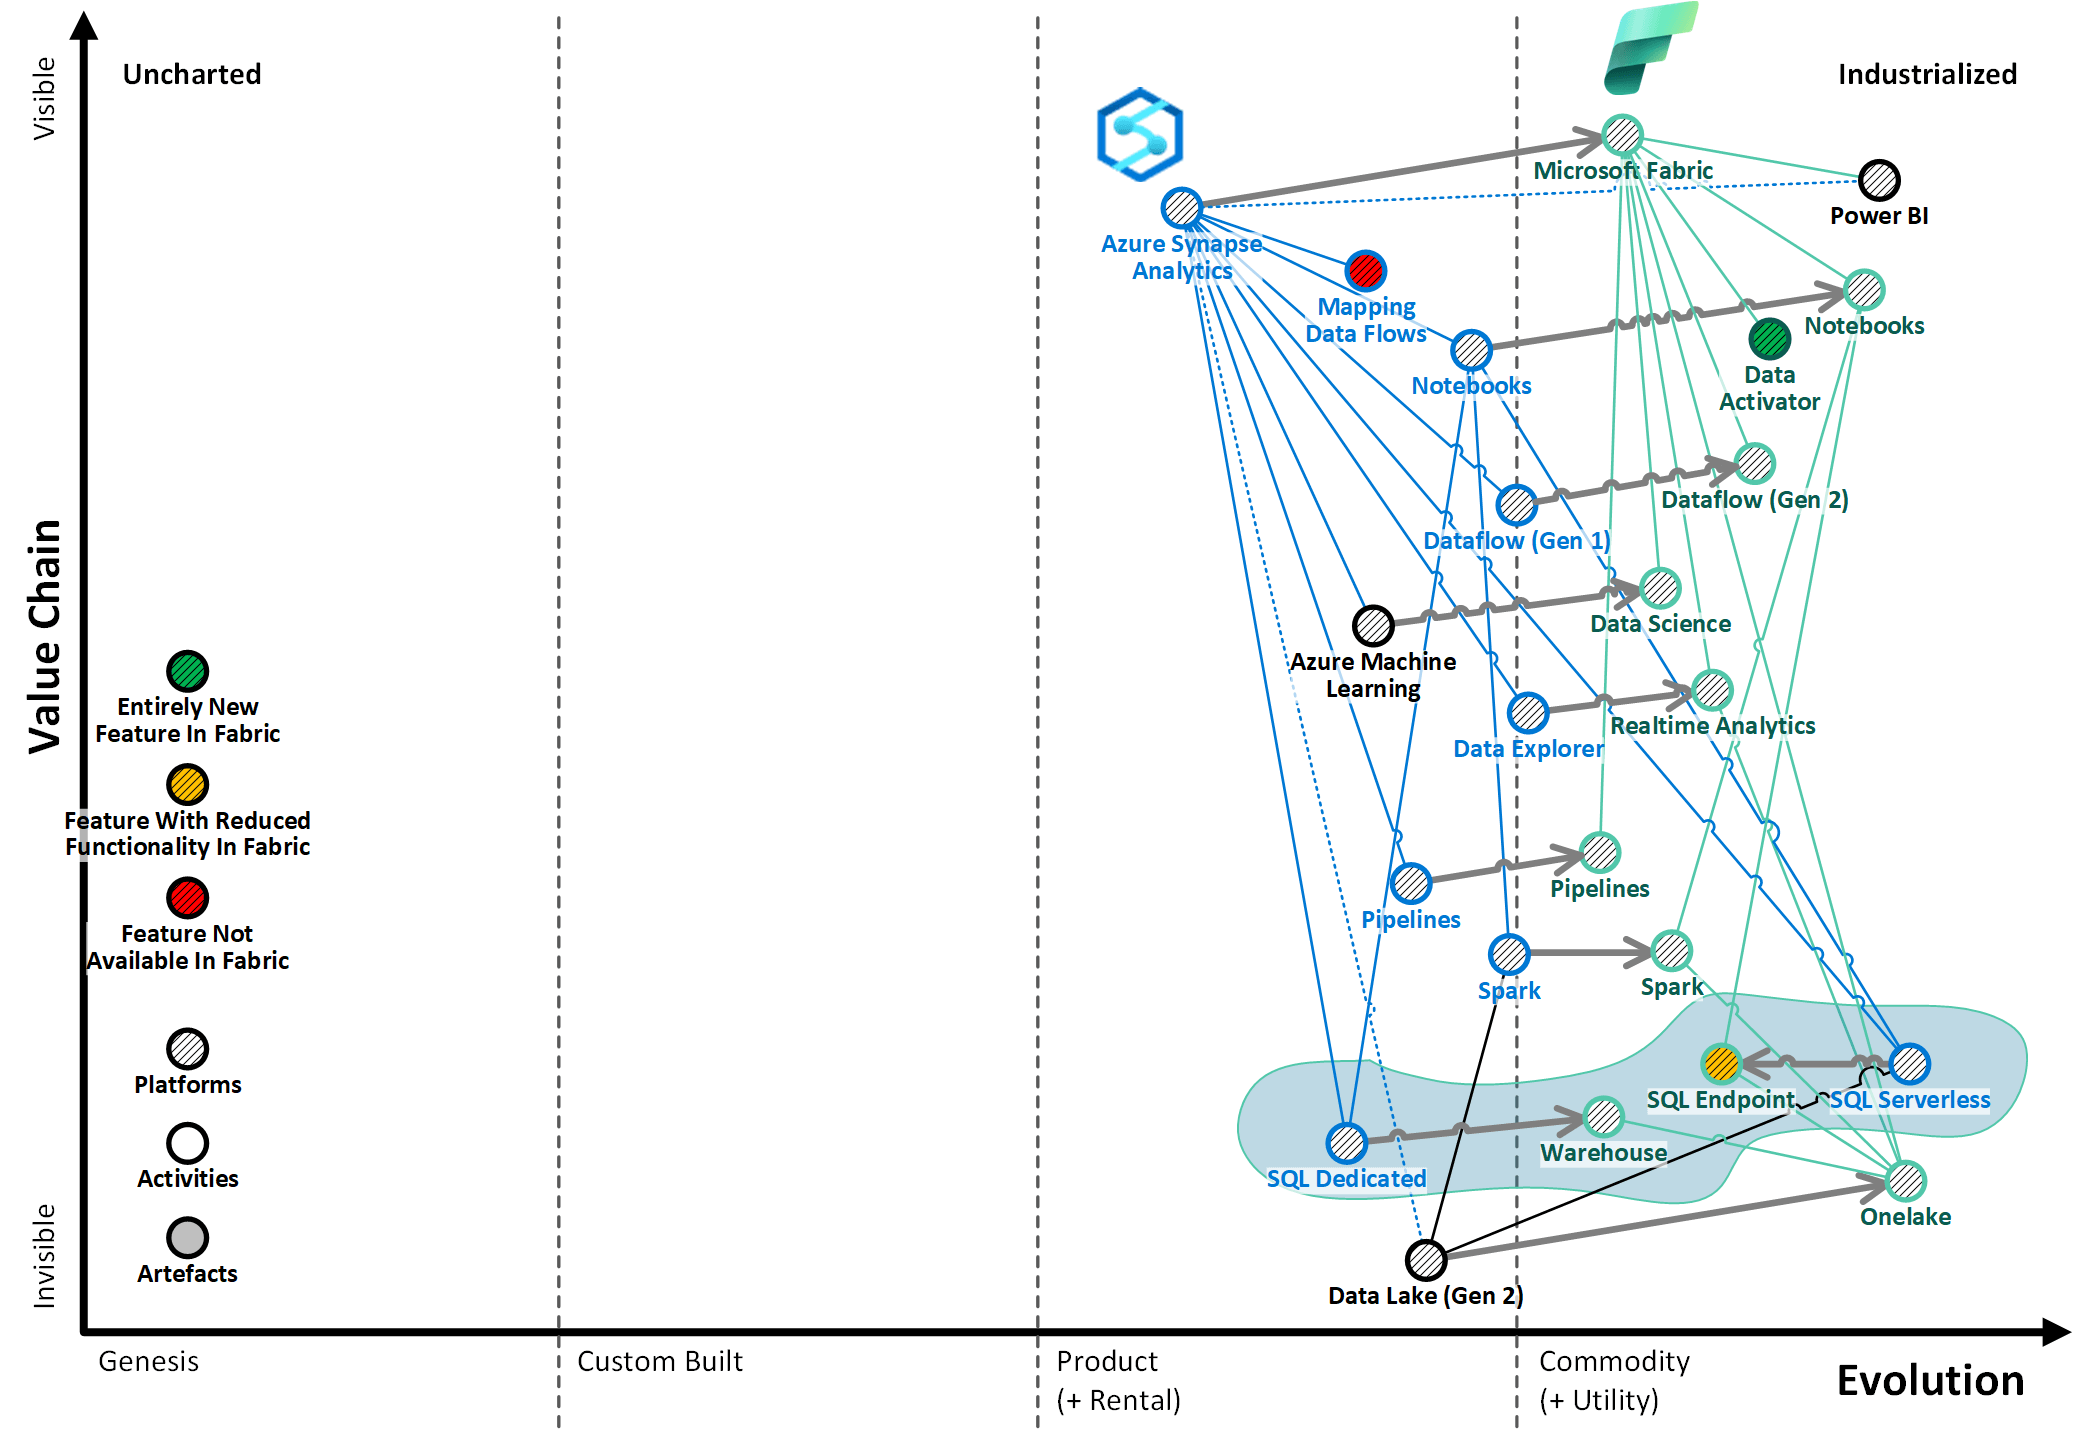 Uncharted
Industrialized
Visible
Value Chain
Invisible
Microsoft Fabric
Power BI
Azure Synapse
Analytics
Mapping
Data Flows
Notebooks
Notebooks
Data
Activator
Dataflow (Gen 2)
Dataflow (Gen 1)
Data Science
Azure Machine
Learning
Realtime Analytics
Data Explorer
Pipelines
Pipelines
Spark
Spark
SQL Endpoint
SQL Serverless
Warehouse
SQL Dedicated
Onelake
Data Lake (Gen 2)
Entirely New
Feature In Fabric
Feature With Reduced
Functionality In Fabric
Feature Not
Available In Fabric
Platforms
Activities
Artefacts
Genesis
Custom Built
Product
(+ Rental)
Commodity
(+ Utility)
Evolution